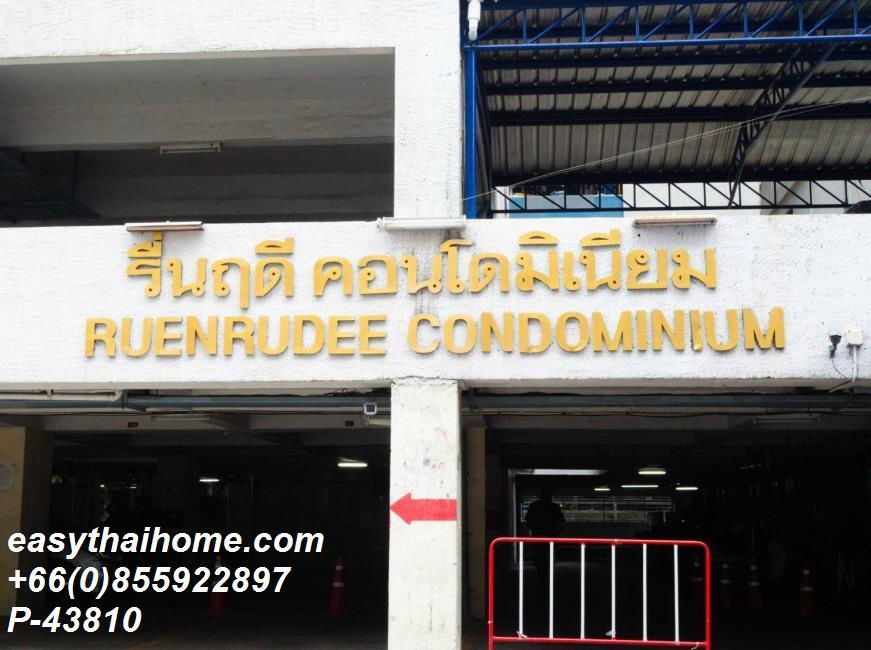 รื่นฤดี คอนโดมิเนียม
RUENRUDEE CONDOMINIUM
easythaihome.com
+66(0)855922897
P-43810